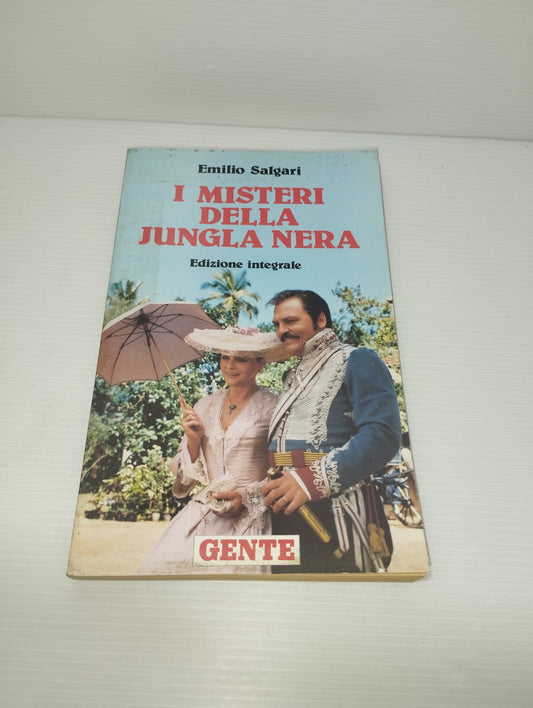 Emilio Salgari
I MISTERI
DELLA
JUNGLA NERA
Edizione integrale
GENTE